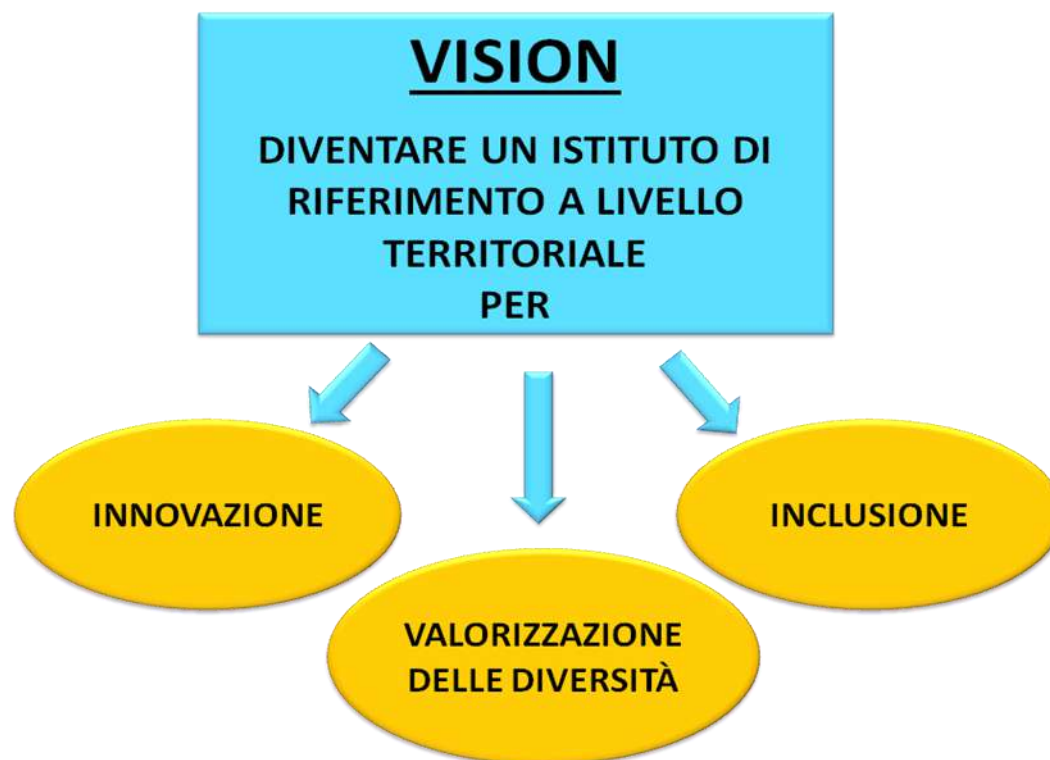 VISION
DIVENTARE UN ISTITUTO DI
RIFERIMENTO A LIVELLO
TERRITORIALE
PER
INNOVAZIONE
INCLUSIONE
VALORIZZAZIONE
DELLE DIVERSITÀ